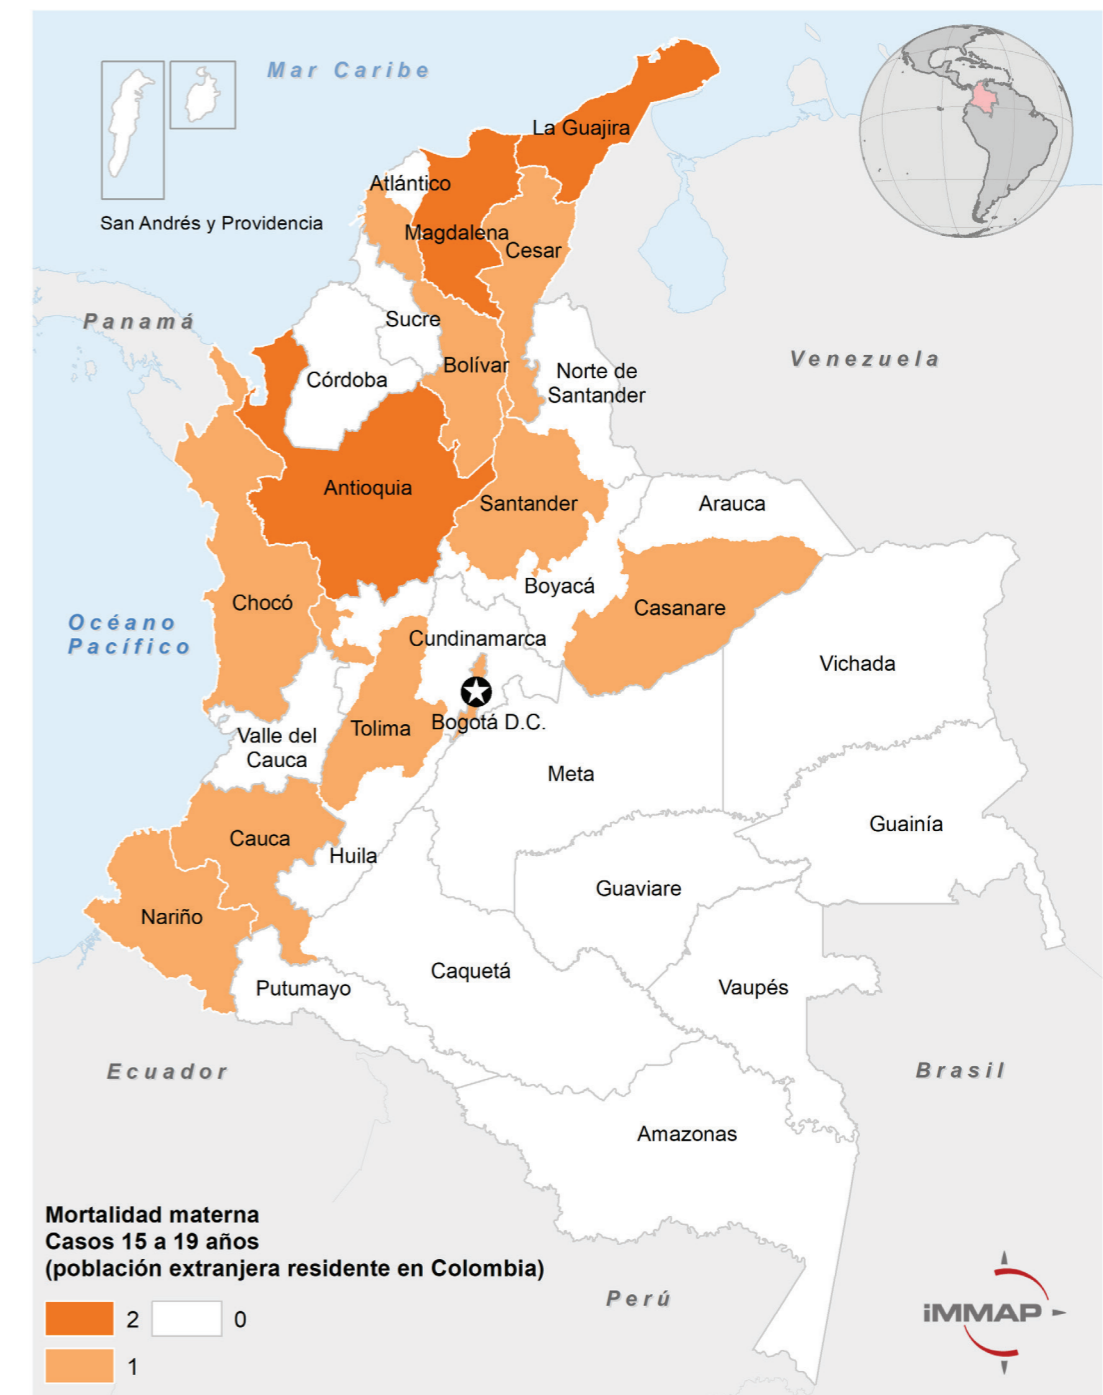 Mar Caribe
La Guajira
Atlántico
San Andrés y Providencia
Magdalena
Cesar
Panamá
Sucre
Venezuela
Bolívar
Córdoba
Norte de
Santander
Antioquia
Santander
Arauca
Boyacá
Chocó
Casanare
Océano
Pacífico
Cundinamarca
Vichada
Bogotá D.C.
Tolima
Valle del
Cauca
Meta
Guainía
Cauca
Huila
Guaviare
Nariño
Caquetá
Vaupés
Putumayo
Ecuador
Brasil
Amazonas
Mortalidad materna
Casos 15 a 19 años
(población extranjera residente en Colombia)
Perú
iMMAP
2
0
1